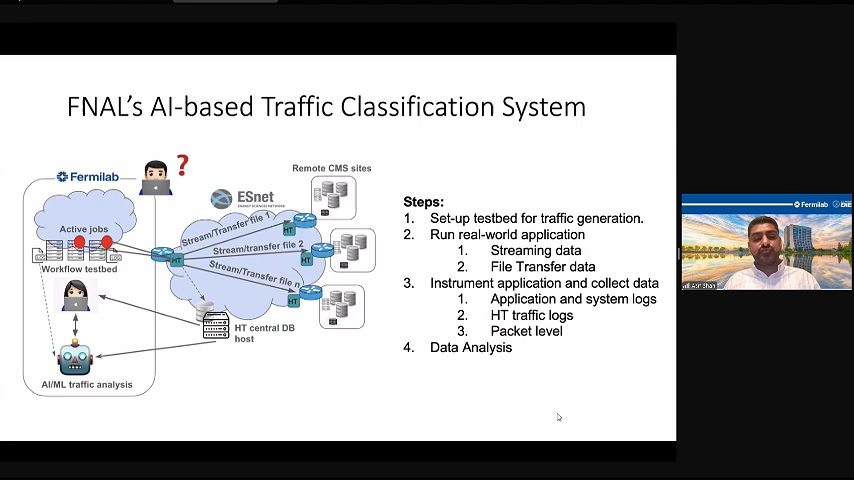 FNAL's AI-based Traffic Classification System
Fermilab
?
ESnet
ENERGY SCIENCES NETWORK
Remote CMS sites
Active jobs
Workflow testbed
HT
Stream/Transfer file 1
HT
Stream/transfer file 2
HT
Stream/Transfer file n
HT
HT central DB
host
AI/ML traffic analysis
Steps:
1. Set-up testbed for traffic generation.
2. Run real-world application
1. Streaming data
2. File Transfer data
3. Instrument application and collect data
1. Application and system logs
2. HT traffic logs
3. Packet level
4. Data Analysis
Fermilab